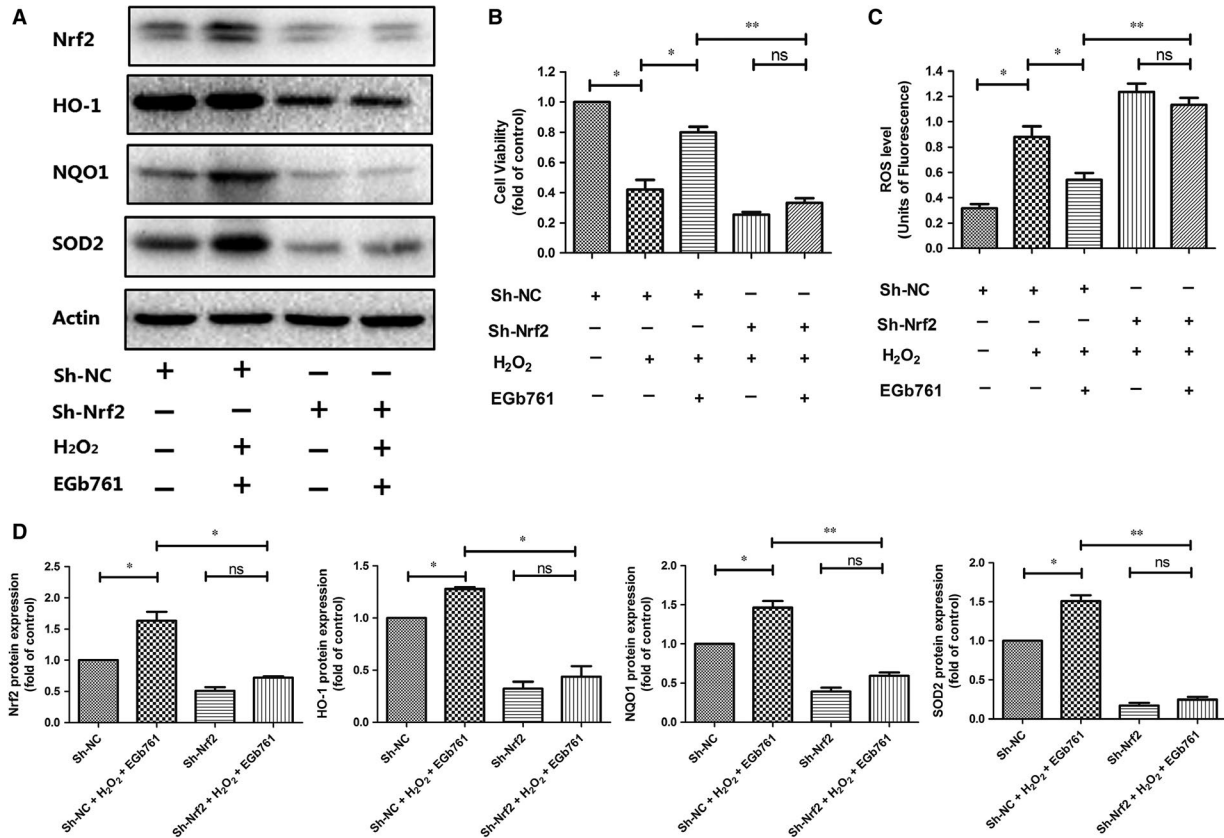 A
Nrf2
HO-1
NQO1
SOD2
Actin
Sh-NC + + − −
Sh-Nrf2 − − + +
H₂O₂ − + − +
EGb761 − + − +
B
**
* * ns
Cell Viability
(fold of control)
1.2
1.0
0.8
0.6
0.4
0.2
0.0
Sh-NC + + + − −
Sh-Nrf2 − − − + +
H₂O₂ − + + + +
EGb761 − − + − +
C
**
* * ns
ROS level
(Units of Fluorescence)
1.4
1.2
1.0
0.8
0.6
0.4
0.2
0.0
Sh-NC + + + − −
Sh-Nrf2 − − − + +
H₂O₂ − + + + +
EGb761 − − + − +
D
*
* ns
Nrf2 protein expression
(fold of control)
2.5
2.0
1.5
1.0
0.5
0.0
Sh-NC
Sh-NC + H₂O₂ + EGb761
Sh-Nrf2
Sh-Nrf2 + H₂O₂ + EGb761
*
* ns
HO-1 protein expression
(fold of control)
1.5
1.0
0.5
0.0
Sh-NC
Sh-NC + H₂O₂ + EGb761
Sh-Nrf2
Sh-Nrf2 + H₂O₂ + EGb761
**
* ns
NQO1 protein expression
(fold of control)
2.0
1.5
1.0
0.5
0.0
Sh-NC
Sh-NC + H₂O₂ + EGb761
Sh-Nrf2
Sh-Nrf2 + H₂O₂ + EGb761
**
* ns
SOD2 protein expression
(fold of control)
2.0
1.5
1.0
0.5
0.0
Sh-NC
Sh-NC + H₂O₂ + EGb761
Sh-Nrf2
Sh-Nrf2 + H₂O₂ + EGb761